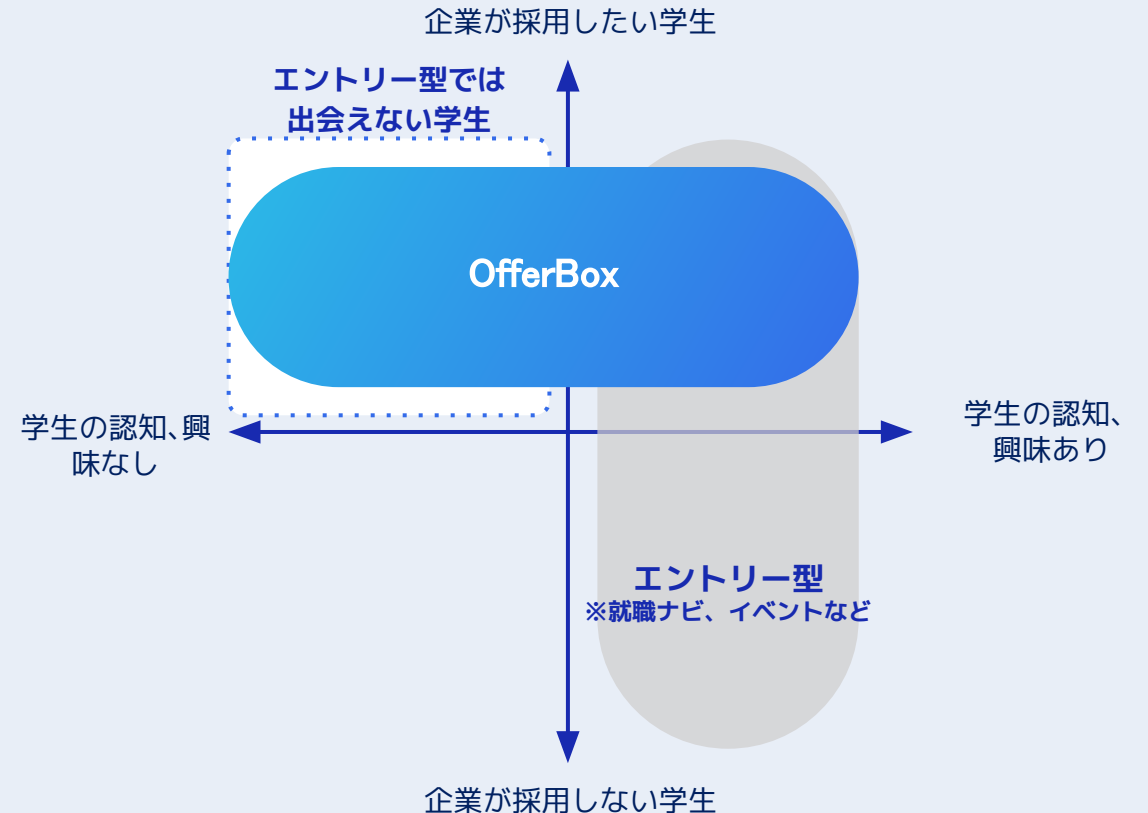 企業が採用したい学生
エントリー型では
出会えない学生
OfferBox
学生の認知、興
味なし
学生の認知、
興味あり
エントリー型
※就職ナビ、イベントなど
企業が採用しない学生